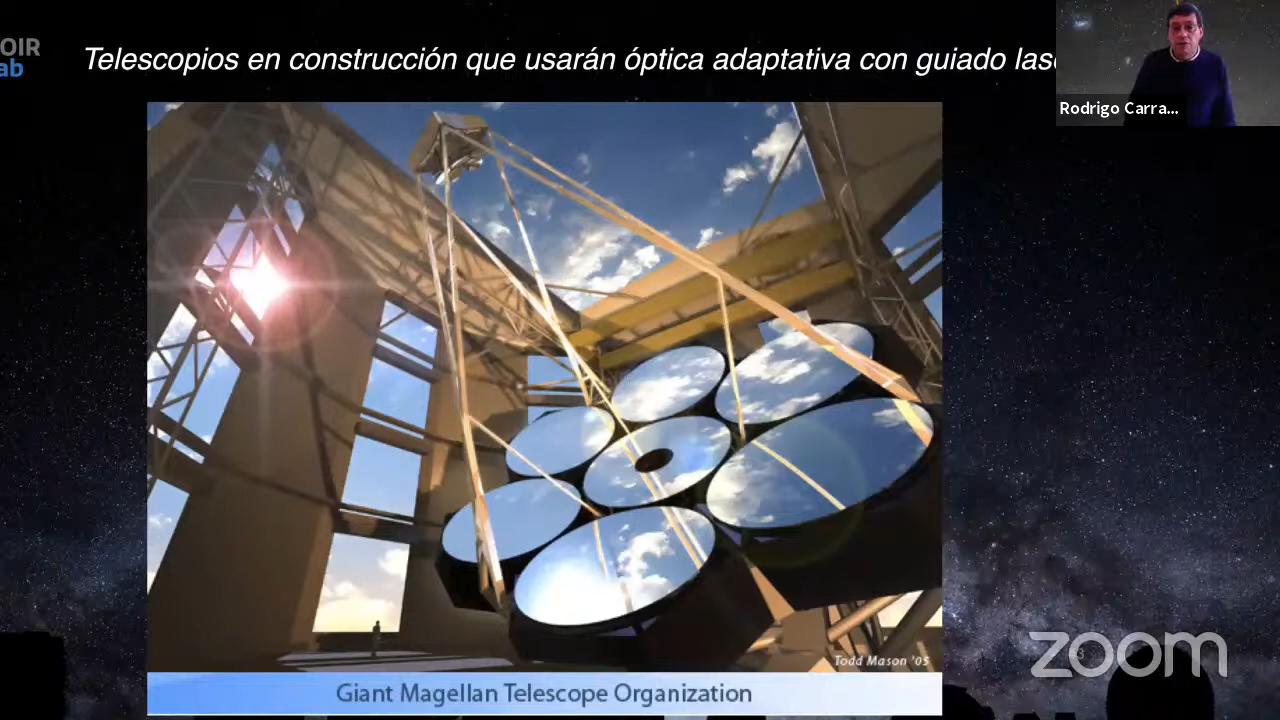 OIR
ab
Telescopios en construcción que usarán óptica adaptativa con guiado lase
Rodrigo Carra...
Todd Mason '05
Giant Magellan Telescope Organization
zoom